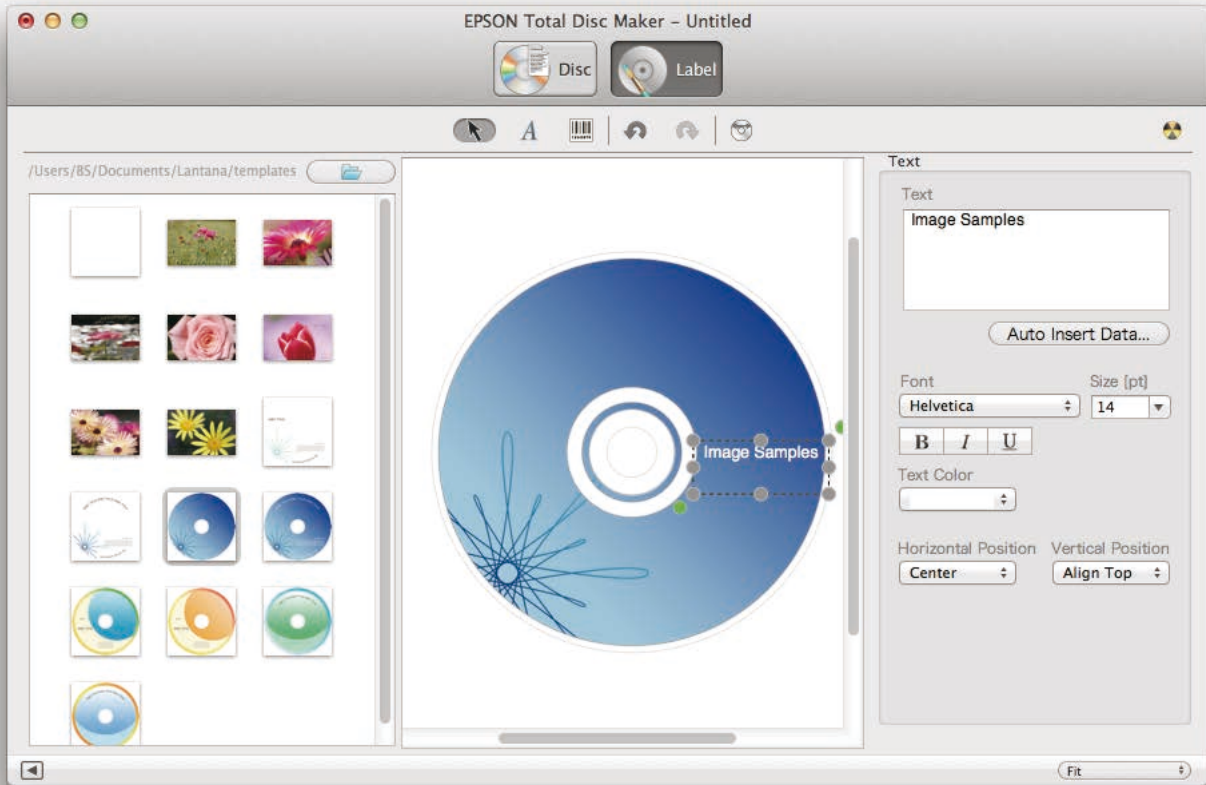 EPSON Total Disc Maker – Untitled
Disc
Label
A
/Users/BS/Documents/Lantana/templates
Text
Text
Image Samples
Auto Insert Data...
Font
Size [pt]
Helvetica
14
B I U
Text Color
Horizontal Position
Vertical Position
Center
Align Top
Image Samples
Fit